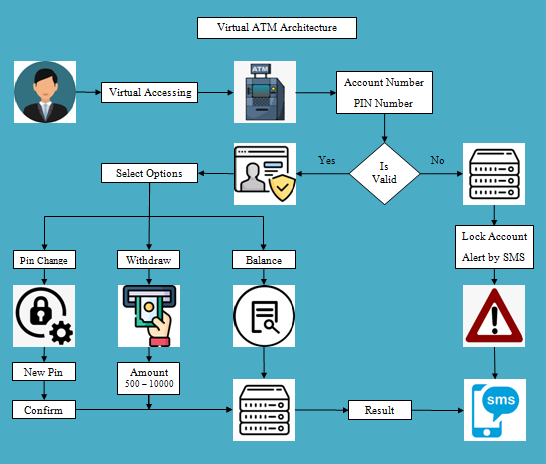 Virtual ATM Architecture
Virtual Accessing
ATM
Account Number
PIN Number
Is
Valid
Yes
No
Select Options
Lock Account
Alert by SMS
Pin Change
Withdraw
Balance
New Pin
Amount
500 – 10000
Confirm
Result
sms